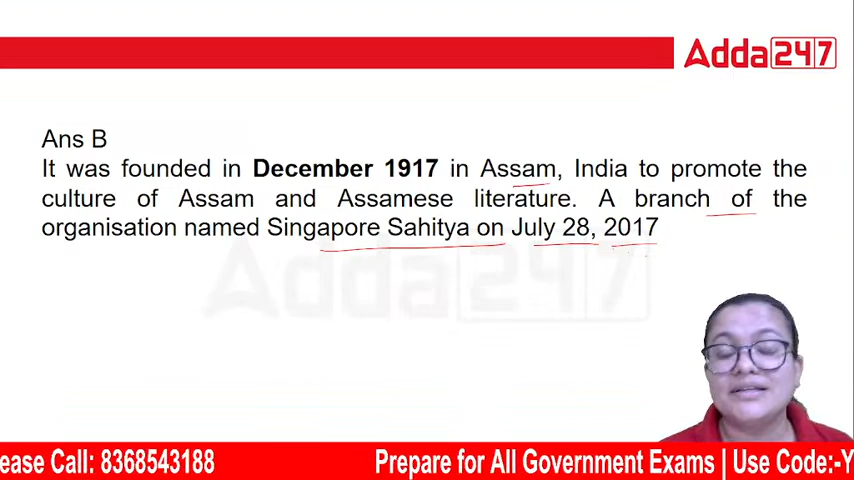 Adda247
Ans B
It was founded in December 1917 in Assam, India to promote the
culture of Assam and Assamese literature. A branch of the
organisation named Singapore Sahitya on July 28, 2017
Adda247
ease Call: 8368543188 Prepare for All Government Exams | Use Code:-Y